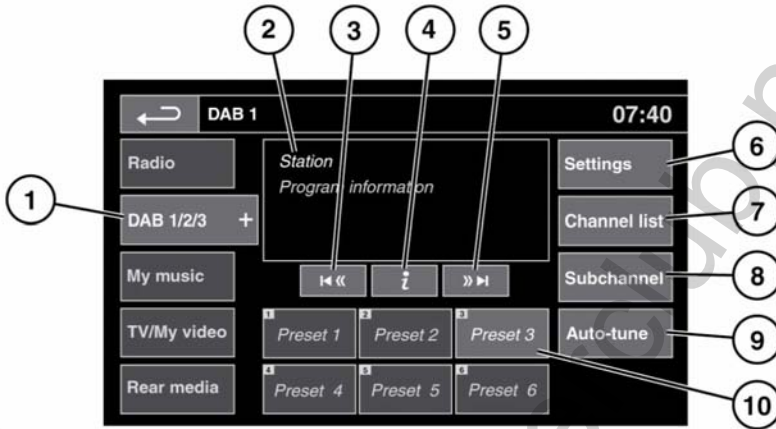 2 3 4 5
DAB 1 07:40
Radio
DAB 1/2/3 +
My music
TV/My video
Rear media
Station
Program information
i
1 Preset 1 2 Preset 2 3 Preset 3
4 Preset 4 5 Preset 5 6 Preset 6
Settings
Channel list
Subchannel
Auto-tune
1
6
7
8
9
10